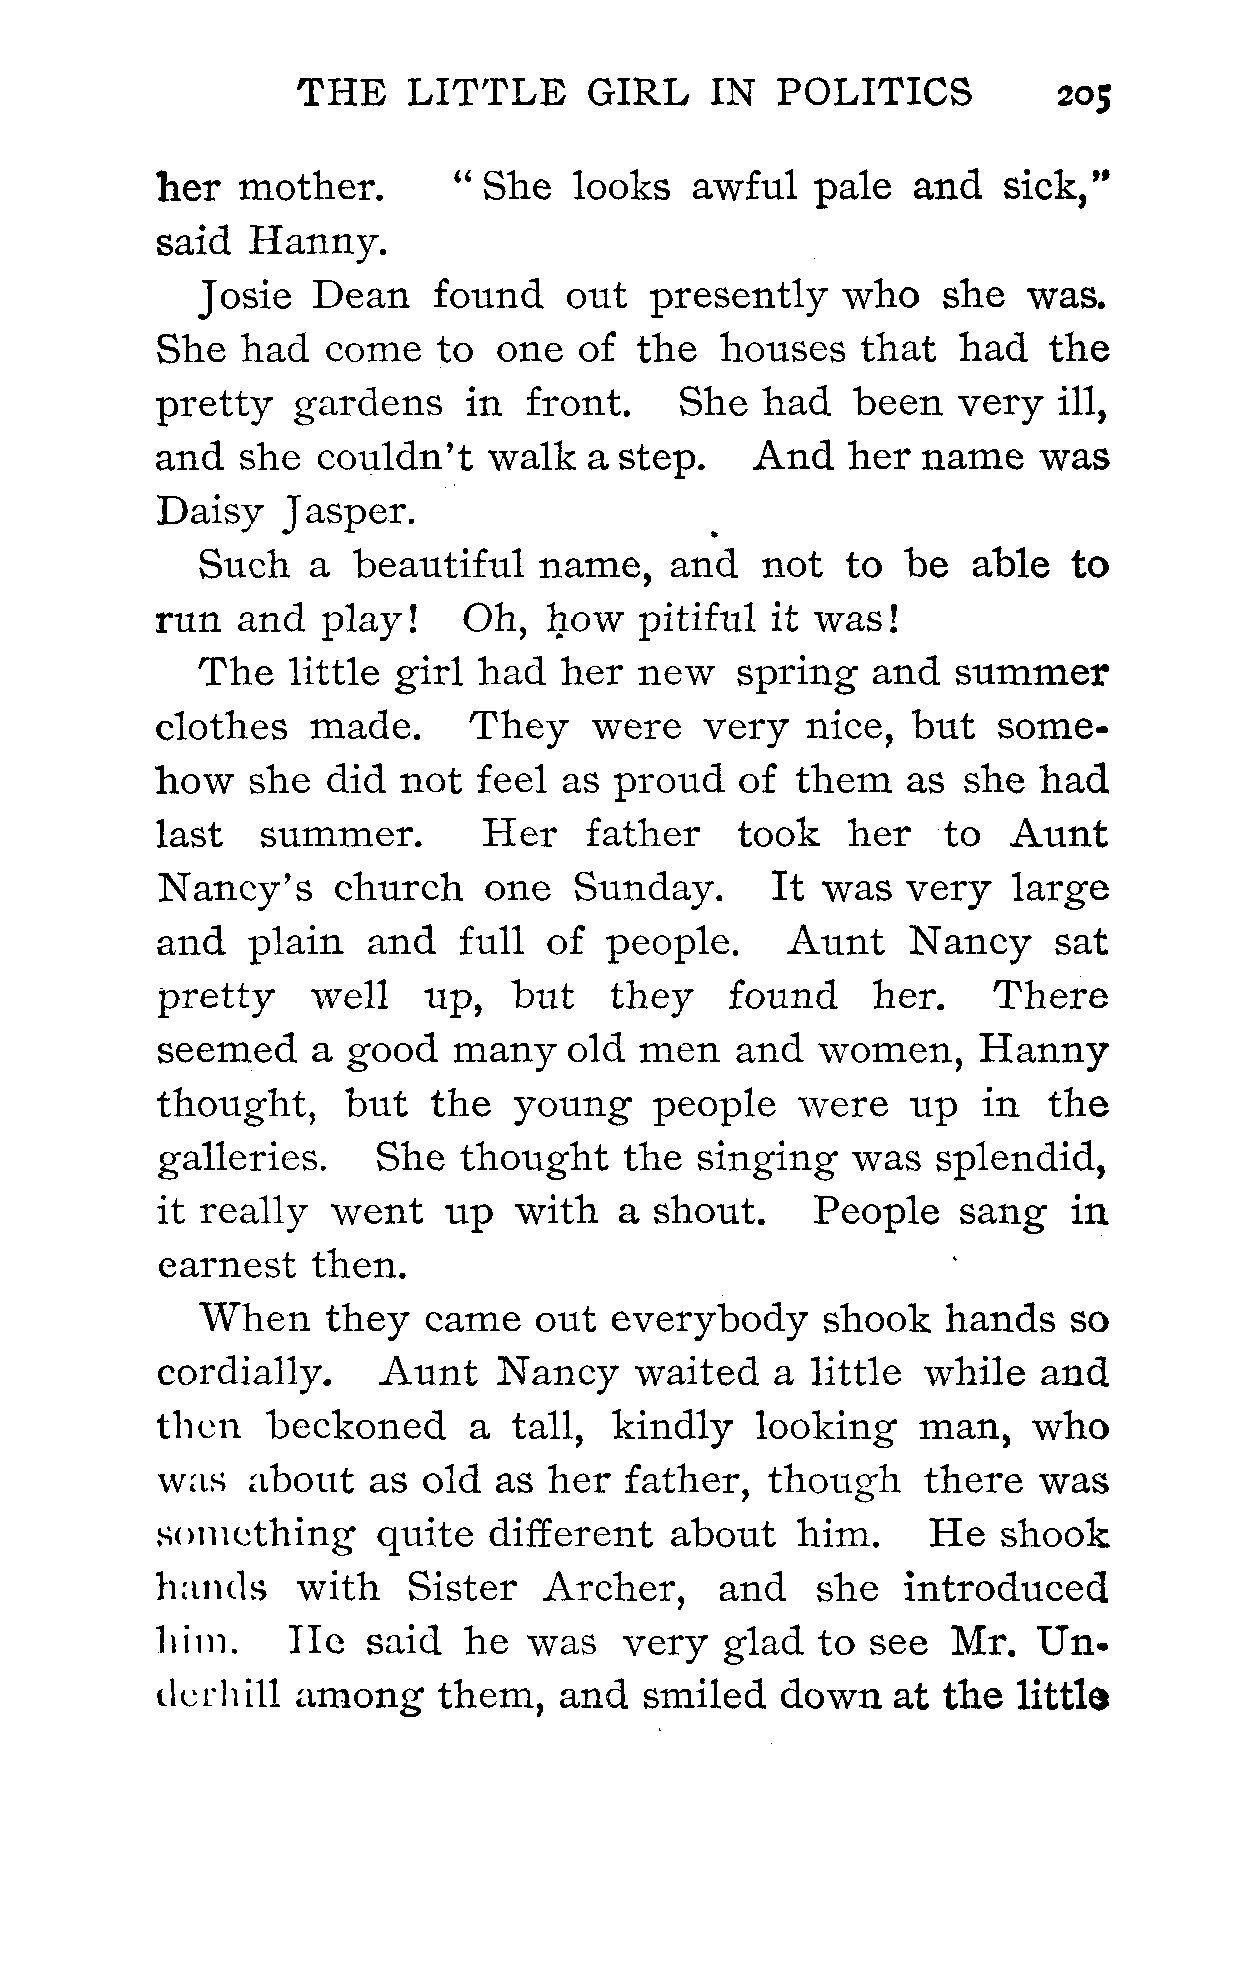 THE LITTLE GIRL IN POLITICS 205
her mother. “ She looks awful pale and sick,”
said Hanny.
Josie Dean found out presently who she was.
She had come to one of the houses that had the
pretty gardens in front. She had been very ill,
and she couldn’t walk a step. And her name was
Daisy Jasper.
Such a beautiful name, and not to be able to
run and play! Oh, how pitiful it was!
The little girl had her new spring and summer
clothes made. They were very nice, but some-
how she did not feel as proud of them as she had
last summer. Her father took her to Aunt
Nancy’s church one Sunday. It was very large
and plain and full of people. Aunt Nancy sat
pretty well up, but they found her. There
seemed a good many old men and women, Hanny
thought, but the young people were up in the
galleries. She thought the singing was splendid,
it really went up with a shout. People sang in
earnest then.
When they came out everybody shook hands so
cordially. Aunt Nancy waited a little while and
then beckoned a tall, kindly looking man, who
was about as old as her father, though there was
something quite different about him. He shook
hands with Sister Archer, and she introduced
him. He said he was very glad to see Mr. Un-
derhill among them, and smiled down at the little